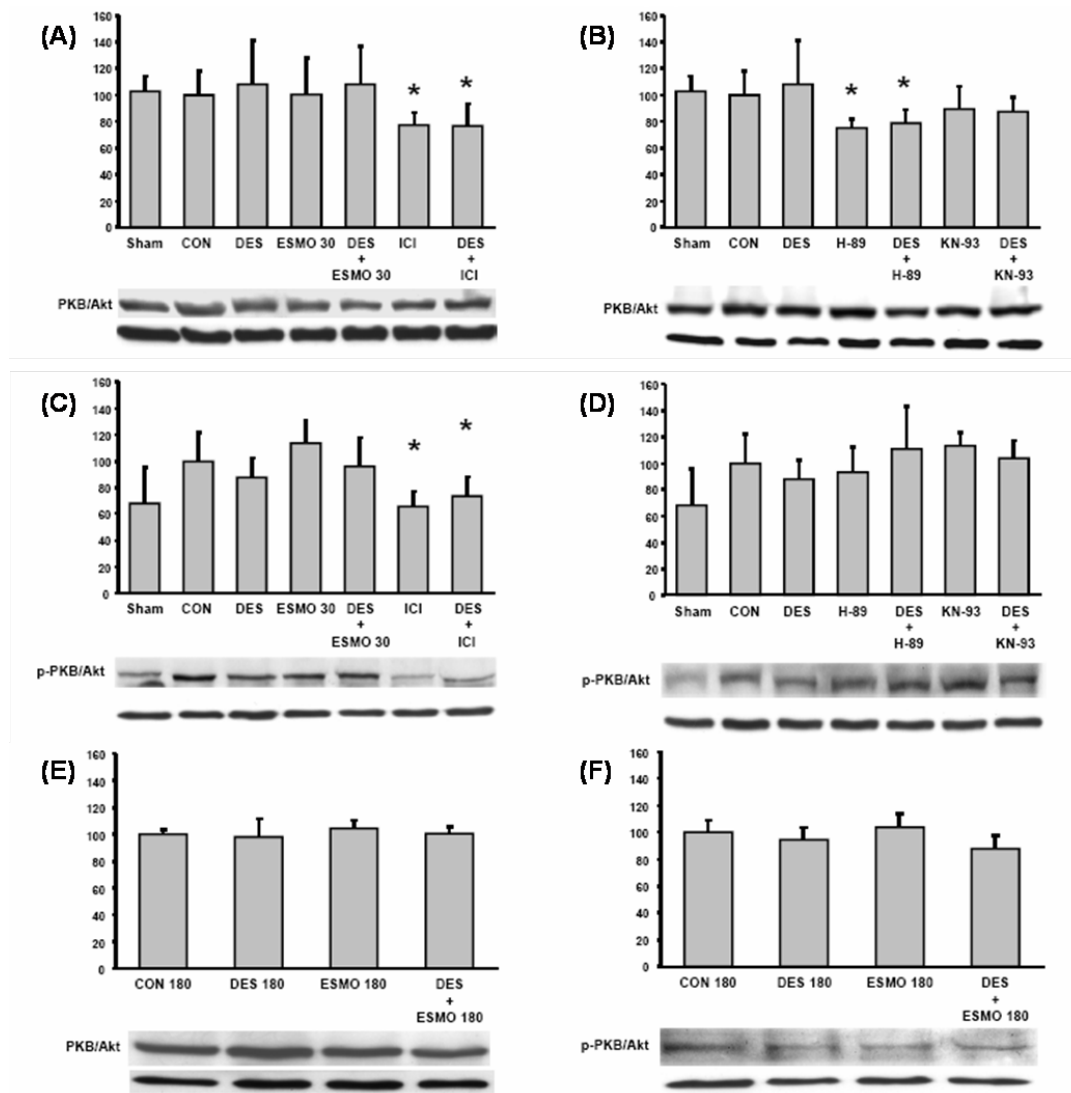 (A)
160
140
120
100
80
60
40
20
0
* *
Sham CON DES ESMO 30 DES ICI DES
+ +
ESMO 30 ICI
PKB/Akt
(B)
160
140
120
100
80
60
40
20
0
* *
Sham CON DES H-89 DES KN-93 DES
+ +
H-89 KN-93
PKB/Akt
(C)
160
140
120
100
80
60
40
20
0
* *
Sham CON DES ESMO 30 DES ICI DES
+ +
ESMO 30 ICI
p-PKB/Akt
(D)
160
140
120
100
80
60
40
20
0
Sham CON DES H-89 DES KN-93 DES
+ +
H-89 KN-93
p-PKB/Akt
(E)
160
140
120
100
80
60
40
20
0
CON 180 DES 180 ESMO 180 DES
+
ESMO 180
PKB/Akt
(F)
160
140
120
100
80
60
40
20
0
CON 180 DES 180 ESMO 180 DES
+
ESMO 180
p-PKB/Akt